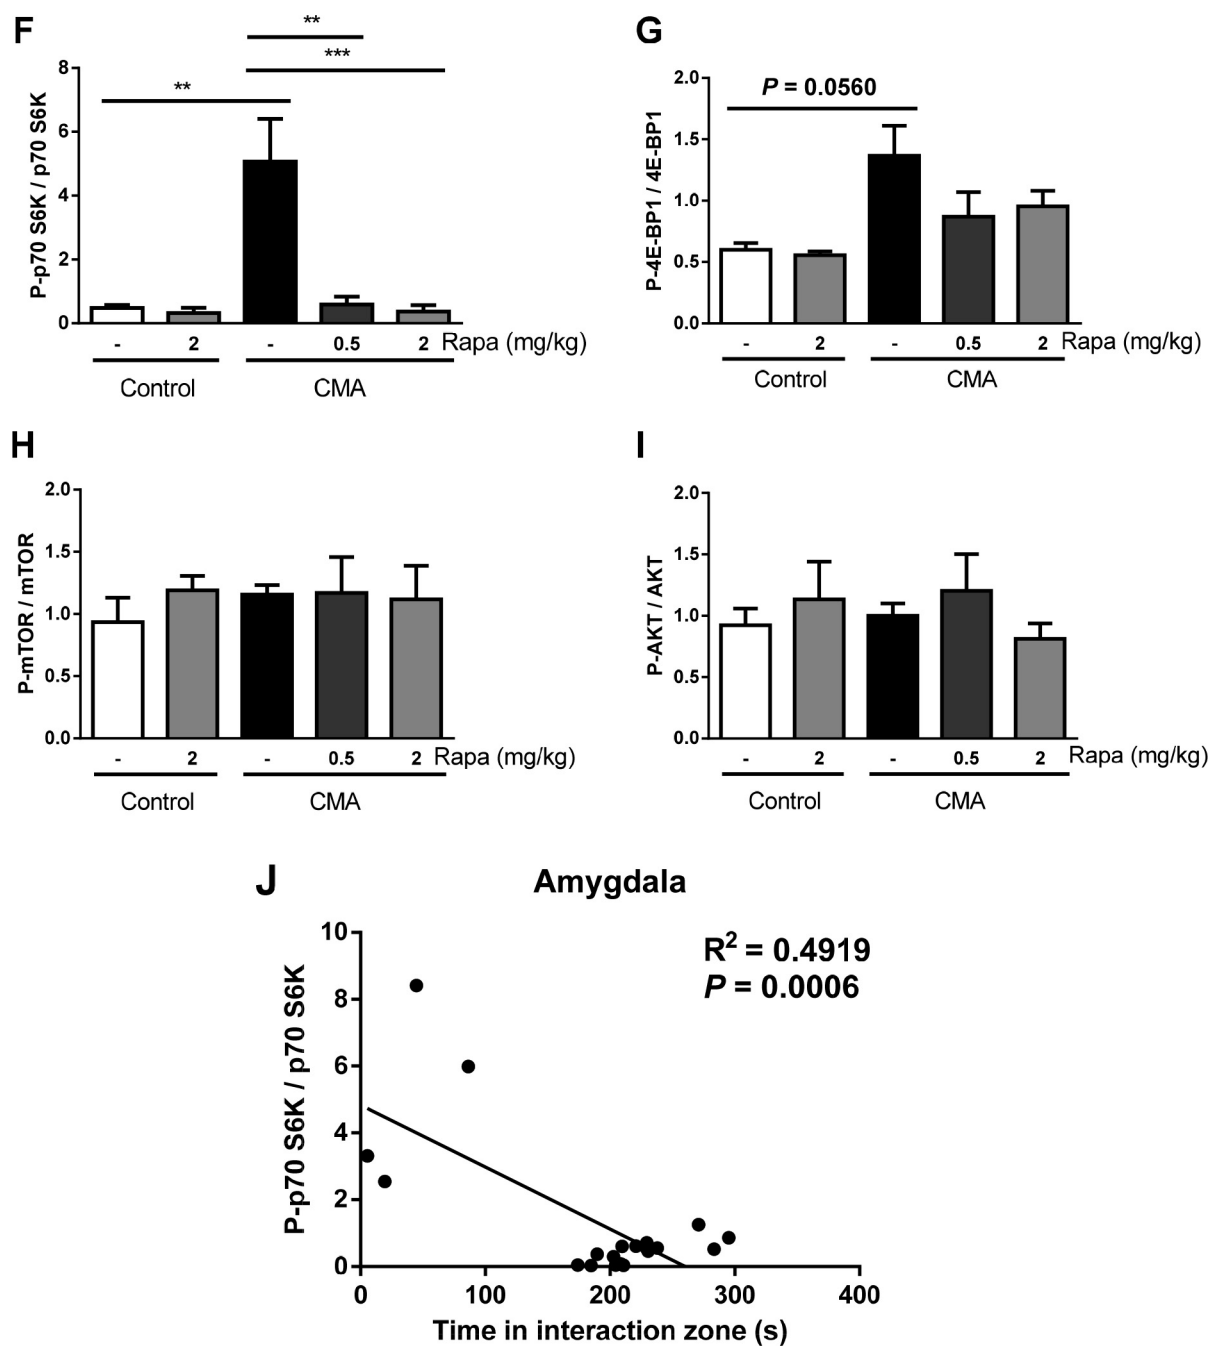 F
**
***
**
P-p70 S6K / p70 S6K
8
6
4
2
0
- 2 - 0.5 2 Rapa (mg/kg)
Control CMA
G
P = 0.0560
P-4E-BP1 / 4E-BP1
2.0
1.5
1.0
0.5
0.0
- 2 - 0.5 2 Rapa (mg/kg)
Control CMA
H
P-mTOR / mTOR
2.0
1.5
1.0
0.5
0.0
- 2 - 0.5 2 Rapa (mg/kg)
Control CMA
I
P-AKT / AKT
2.0
1.5
1.0
0.5
0.0
- 2 - 0.5 2 Rapa (mg/kg)
Control CMA
J
Amygdala
R² = 0.4919
P = 0.0006
P-p70 S6K / p70 S6K
10
8
6
4
2
0
0 100 200 300 400
Time in interaction zone (s)